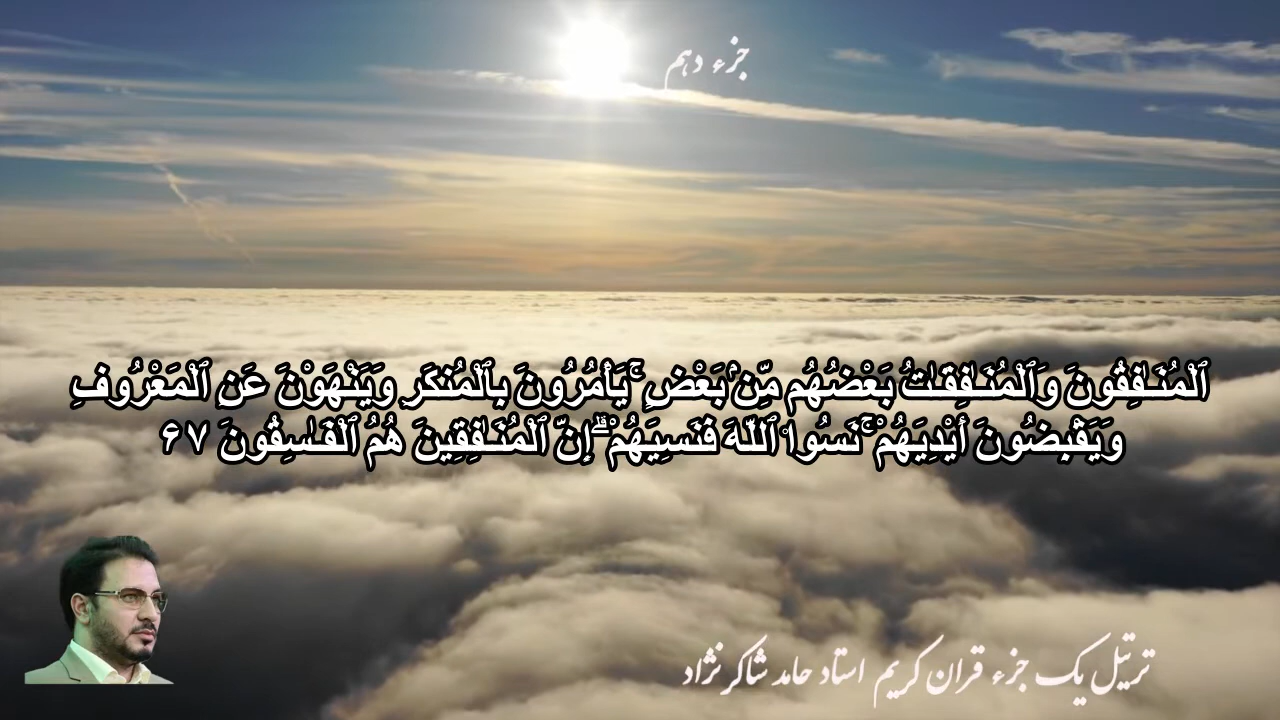 جزء دهم
ٱلْمُنَـٰفِقُونَ وَٱلْمُنَـٰفِقَـٰتُ بَعْضُهُم مِّنۢ بَعْضٍۢ ۚ يَأْمُرُونَ بِٱلْمُنكَرِ وَيَنْهَوْنَ عَنِ ٱلْمَعْرُوفِ
وَيَقْبِضُونَ أَيْدِيَهُمْ ۚ نَسُوا۟ ٱللَّهَ فَنَسِيَهُمْ ۗ إِنَّ ٱلْمُنَـٰفِقِينَ هُمُ ٱلْفَـٰسِقُونَ ۶۷
ترتیل یک جزء قران کریم استاد حامد شاکرنژاد